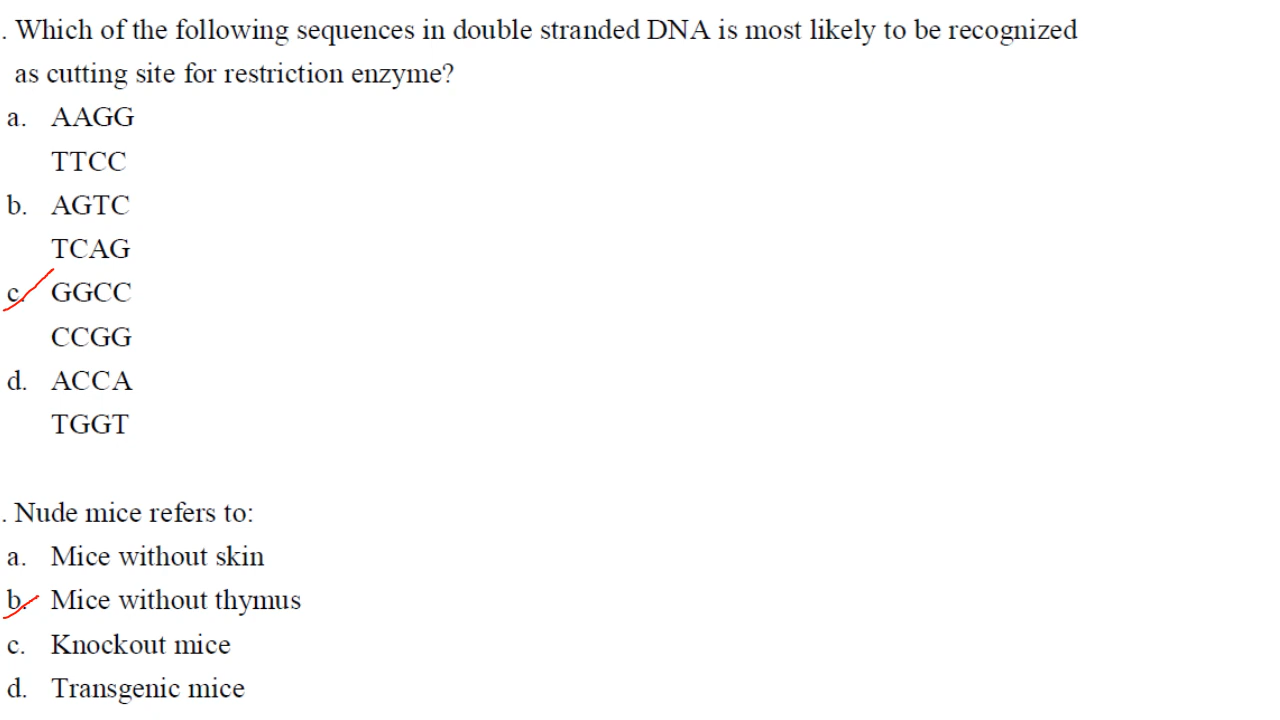 . Which of the following sequences in double stranded DNA is most likely to be recognized
as cutting site for restriction enzyme?
a. AAGG
TTCC
b. AGTC
TCAG
c. GGCC
CCGG
d. ACCA
TGGT
. Nude mice refers to:
a. Mice without skin
b. Mice without thymus
c. Knockout mice
d. Transgenic mice